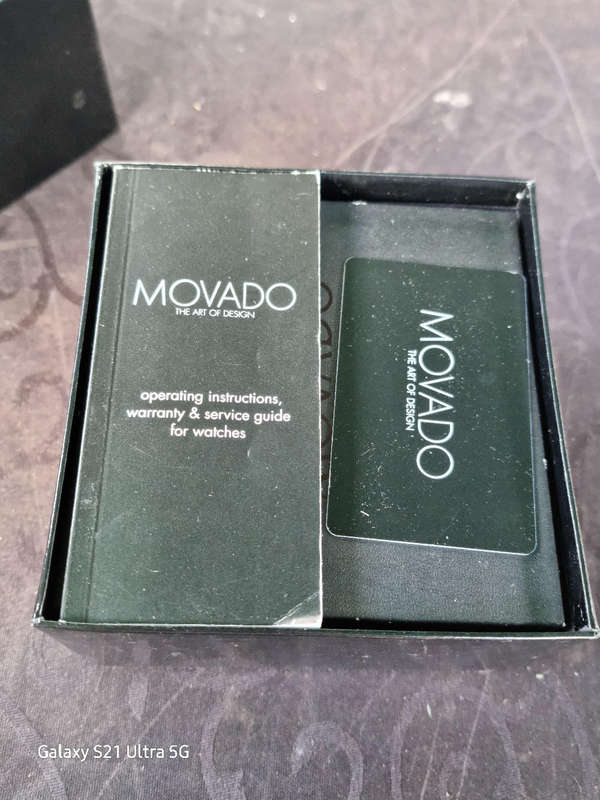 MOVADO
THE ART OF DESIGN
operating instructions,
warranty & service guide
for watches
MOVADO
MOVADO
THE ART OF DESIGN
Galaxy S21 Ultra 5G